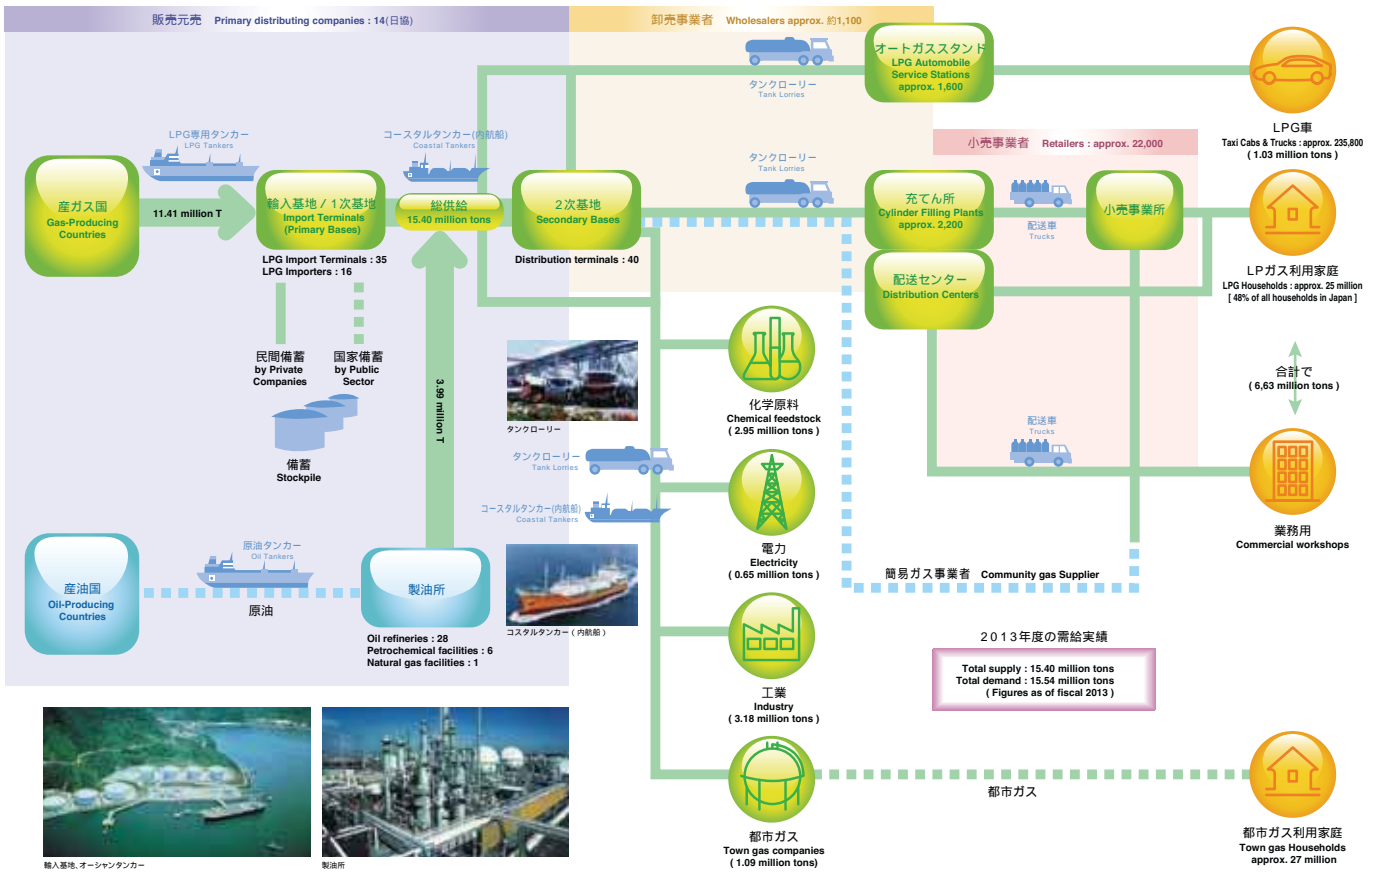 販売元売 Primary distributing companies : 14(日協)
卸売事業者 Wholesalers approx. 約1,100
タンクローリー
Tank Lorries
オートガススタンド
LPG Automobile
Service Stations
approx. 1,600
LPG車
Taxi Cabs & Trucks : approx. 235,800
( 1.03 million tons )
小売事業者 Retailers : approx. 22,000
LPG専用タンカー
LPG Tankers
コースタルタンカー(内航船)
Coastal Tankers
タンクローリー
Tank Lorries
産ガス国
Gas-Producing
Countries
11.41 million T
輸入基地 / 1次基地
Import Terminals
(Primary Bases)
LPG Import Terminals : 35
LPG Importers : 16
総供給
15.40 million tons
2次基地
Secondary Bases
Distribution terminals : 40
充てん所
Cylinder Filling Plants
approx. 2,200
配送車
Trucks
小売事業所
配送センター
Distribution Centers
LPガス利用家庭
LPG Households : approx. 25 million
[ 48% of all households in Japan ]
民間備蓄
by Private
Companies
国家備蓄
by Public
Sector
備蓄
Stockpile
3.99 million T
タンクローリー
タンクローリー
Tank Lorries
コースタルタンカー(内航船)
Coastal Tankers
化学原料
Chemical feedstock
( 2.95 million tons )
合計で
( 6,63 million tons )
配送車
Trucks
電力
Electricity
( 0.65 million tons )
業務用
Commercial workshops
簡易ガス事業者 Community gas Supplier
産油国
Oil-Producing
Countries
原油タンカー
Oil Tankers
原油
製油所
Oil refineries : 28
Petrochemical facilities : 6
Natural gas facilities : 1
コスタルタンカー ( 内航船 )
工業
Industry
( 3.18 million tons )
2013年度の需給実績
Total supply : 15.40 million tons
Total demand : 15.54 million tons
( Figures as of fiscal 2013 )
都市ガス
Town gas companies
( 1.09 million tons)
都市ガス
都市ガス利用家庭
Town gas Households
approx. 27 million
輸入基地、オーシャンタンカー
製油所